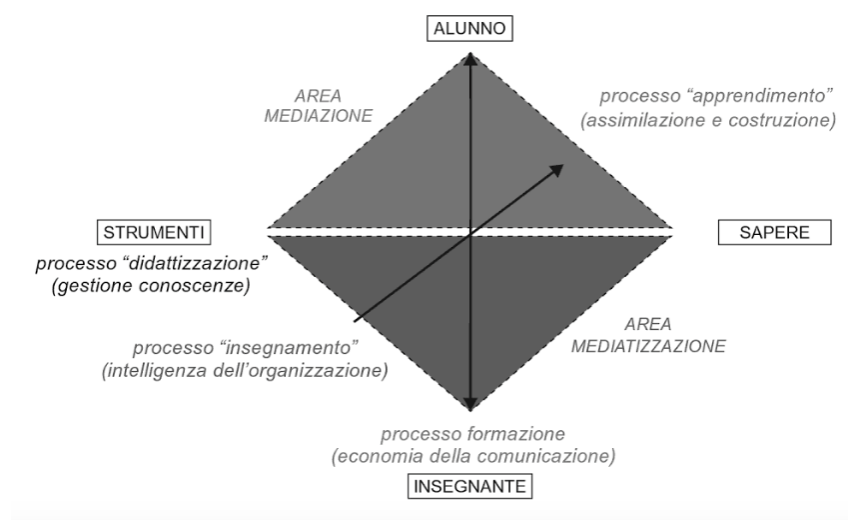 ALUNNO
AREA
MEDIAZIONE
processo “apprendimento”
(assimilazione e costruzione)
STRUMENTI
SAPERE
processo “didattizzazione”
(gestione conoscenze)
processo “insegnamento”
(intelligenza dell’organizzazione)
AREA
MEDIATIZZAZIONE
processo formazione
(economia della comunicazione)
INSEGNANTE